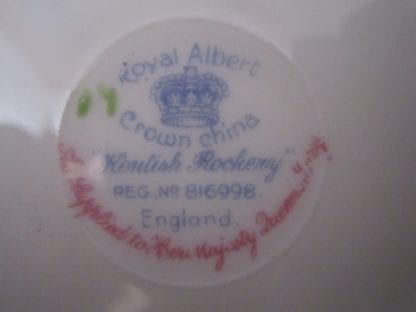 Royal Albert
Crown China
"Kentish Rockery"
REG. No 816998.
England.
As Supplied to Her Majesty Queen Mary